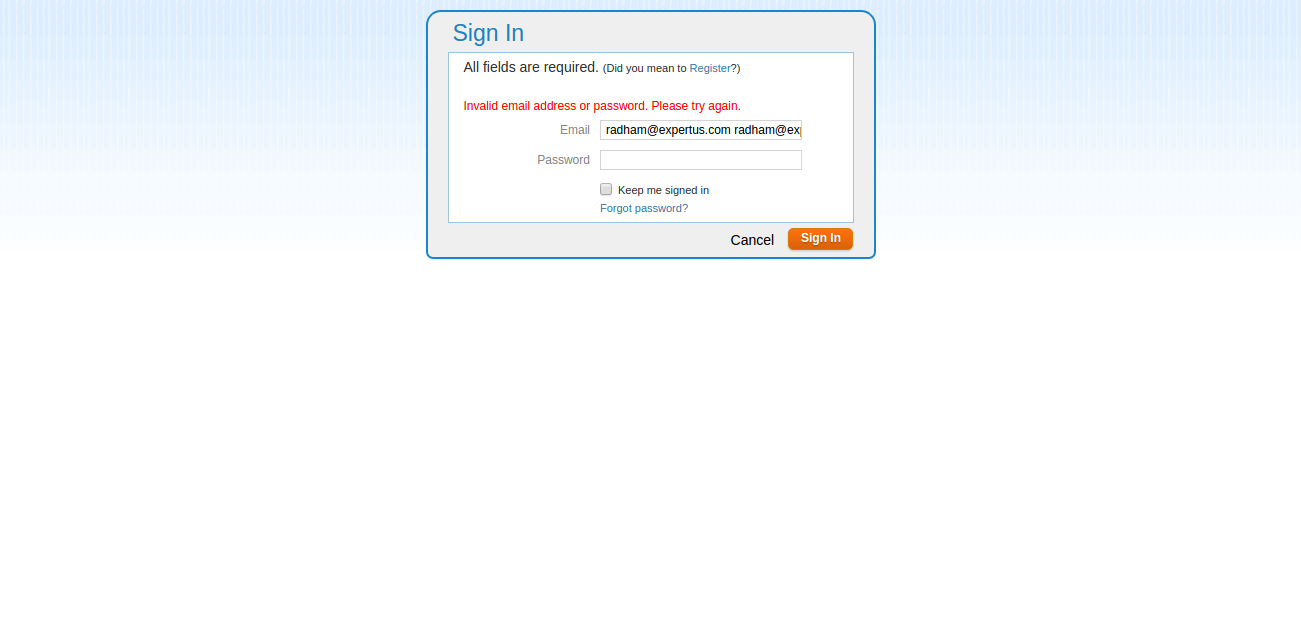 Sign In
All fields are required. (Did you mean to Register?)
Invalid email address or password. Please try again.
Email radham@expertus.com radham@exp
Password
Keep me signed in
Forgot password?
Cancel Sign In